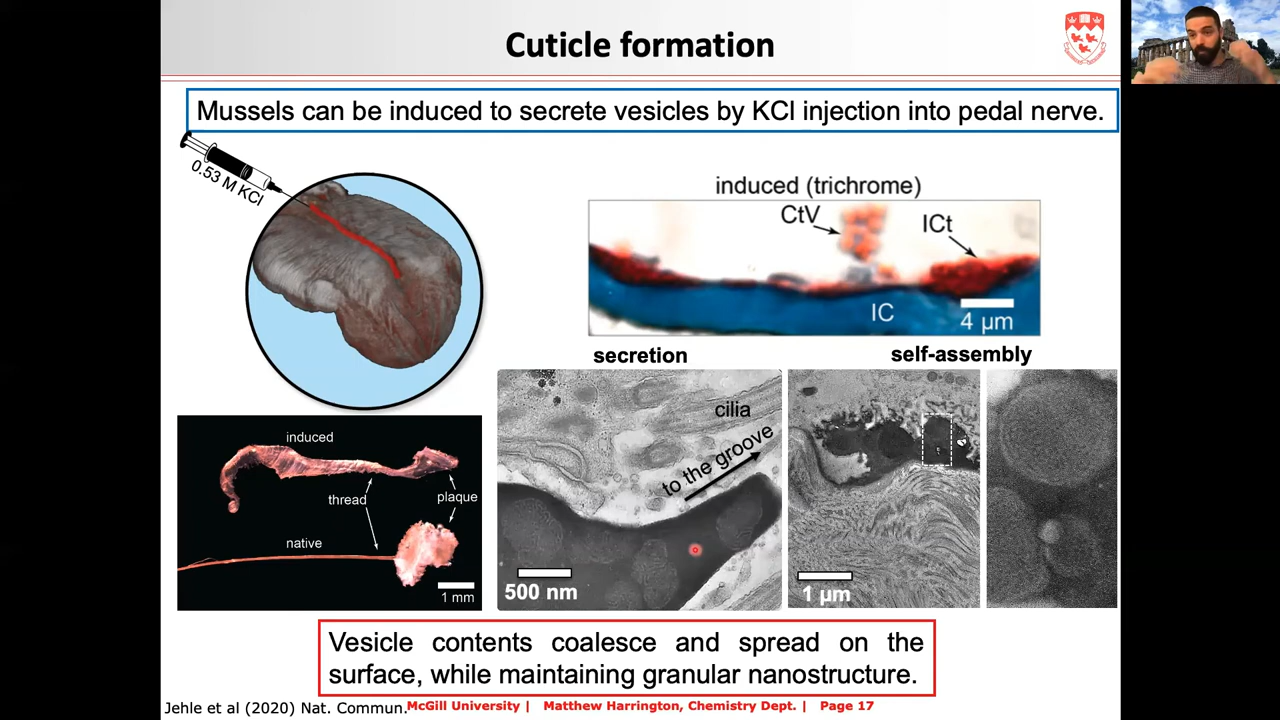 Cuticle formation
Mussels can be induced to secrete vesicles by KCl injection into pedal nerve.
0.53 M KCl
induced (trichrome)
CtV
ICt
IC
4 µm
secretion
self-assembly
induced
thread
plaque
native
1 mm
cilia
to the groove
500 nm
1 µm
Vesicle contents coalesce and spread on the
surface, while maintaining granular nanostructure.
Jehle et al (2020) Nat. Commun.
McGill University | Matthew Harrington, Chemistry Dept. | Page 17